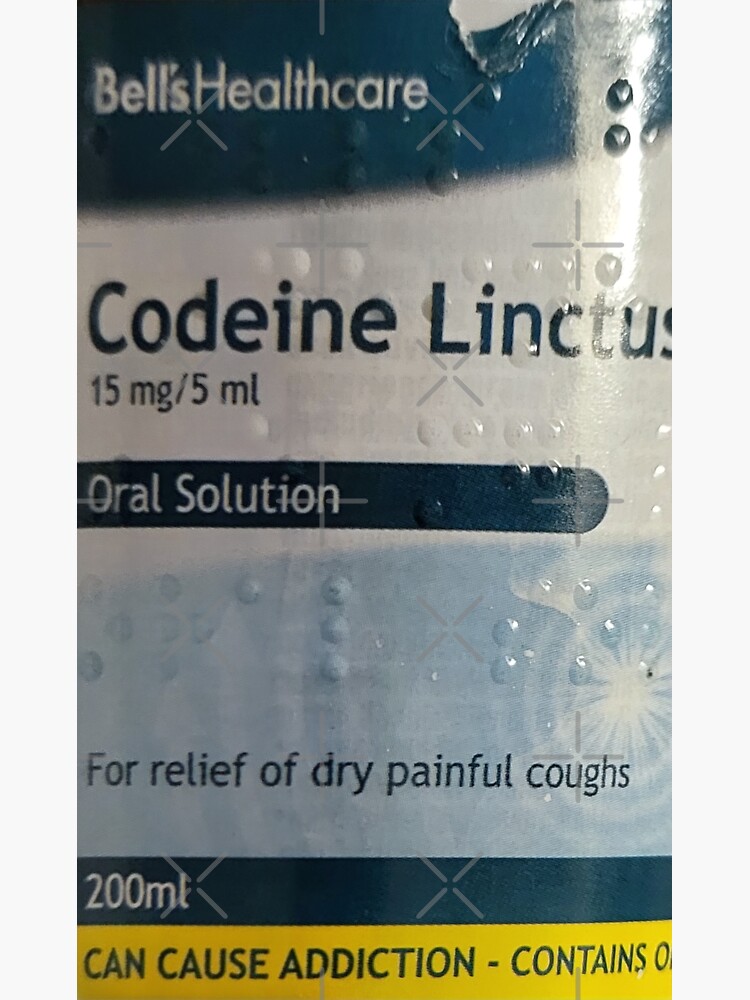 Bell's Healthcare
Codeine Linctus
15 mg/5 ml
Oral Solution
For relief of dry painful coughs
200ml
CAN CAUSE ADDICTION - CONTAINS